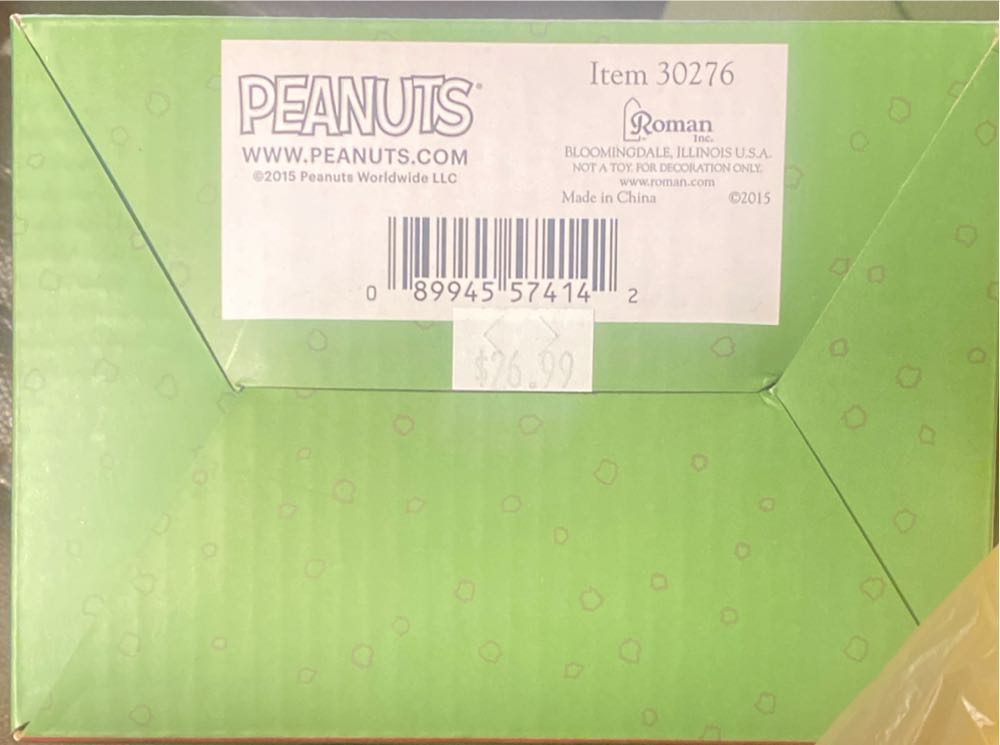 PEANUTS®
WWW.PEANUTS.COM
©2015 Peanuts Worldwide LLC
Item 30276
Roman
Inc.
BLOOMINGDALE, ILLINOIS U.S.A.
NOT A TOY. FOR DECORATION ONLY.
www.roman.com
Made in China ©2015
0 89945 57414 2
$26.99